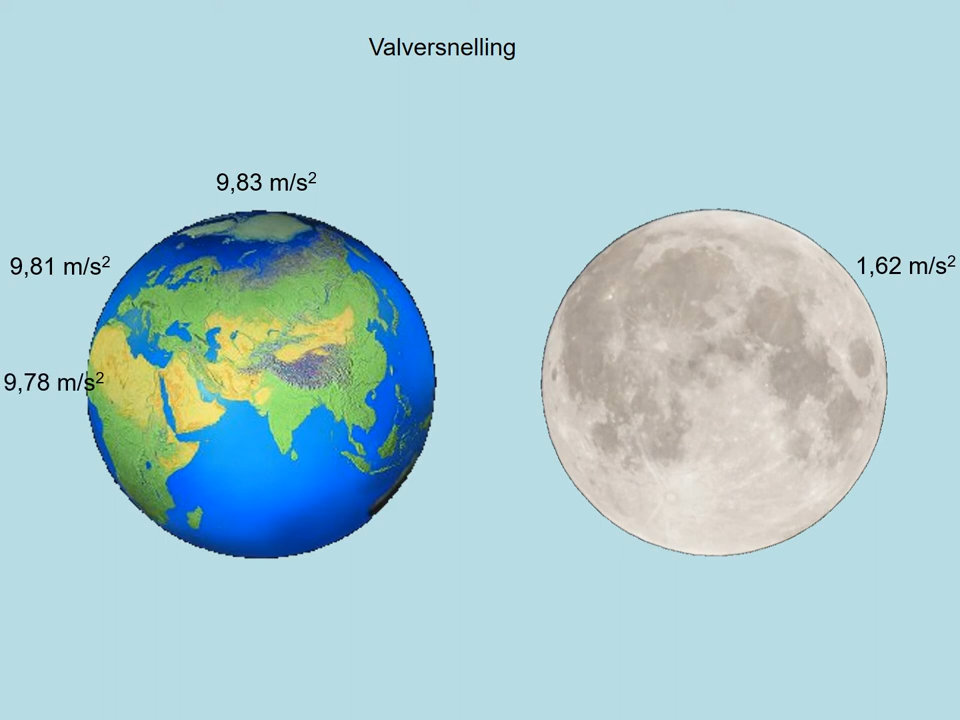 Valversnelling
9,83 m/s²
9,81 m/s²
1,62 m/s²
9,78 m/s²